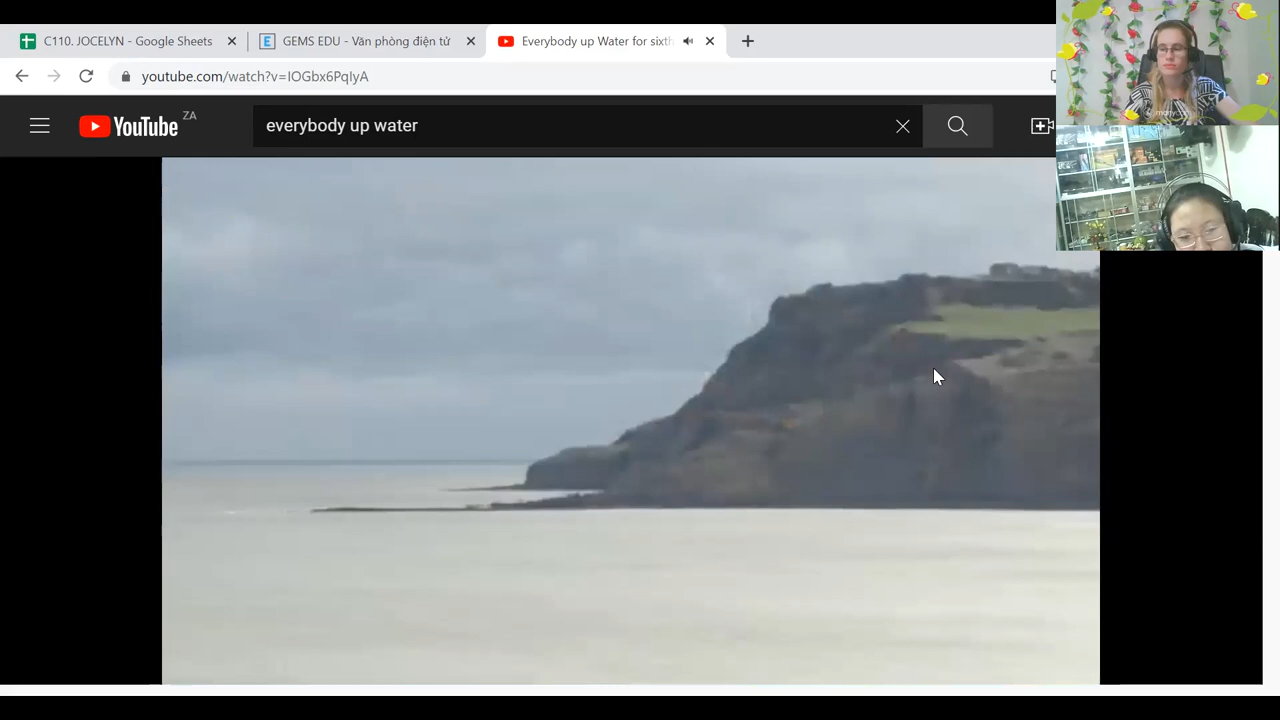 C110. JOCELYN - Google Sheets
GEMS EDU - Văn phòng điện tử
Everybody up Water for sixth
youtube.com/watch?v=IOGbx6PqIyA
YouTube ZA
everybody up water